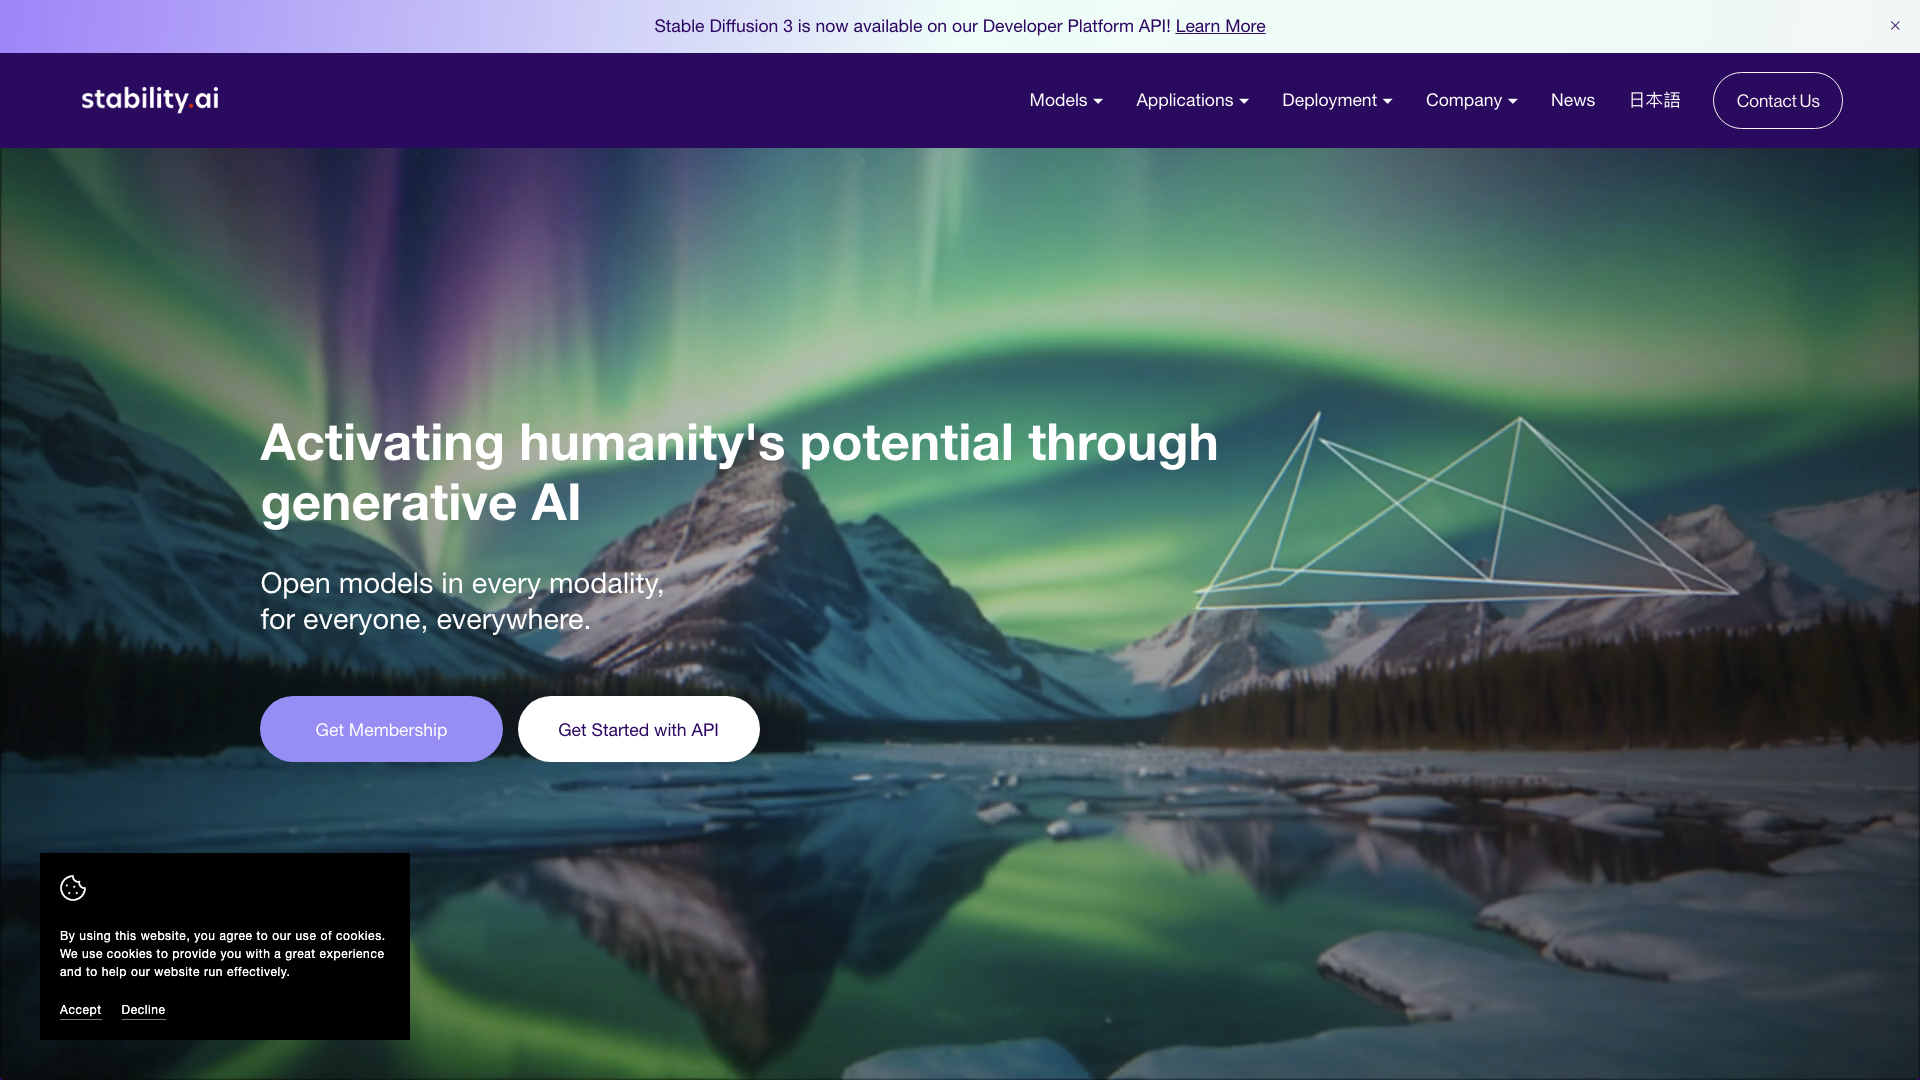 Stable Diffusion 3 is now available on our Developer Platform API! Learn More
stability.ai
Models
Applications
Deployment
Company
News
日本語
Contact Us
Activating humanity's potential through
generative AI
Open models in every modality,
for everyone, everywhere.
Get Membership
Get Started with API
By using this website, you agree to our use of cookies.
We use cookies to provide you with a great experience
and to help our website run effectively.
Accept
Decline